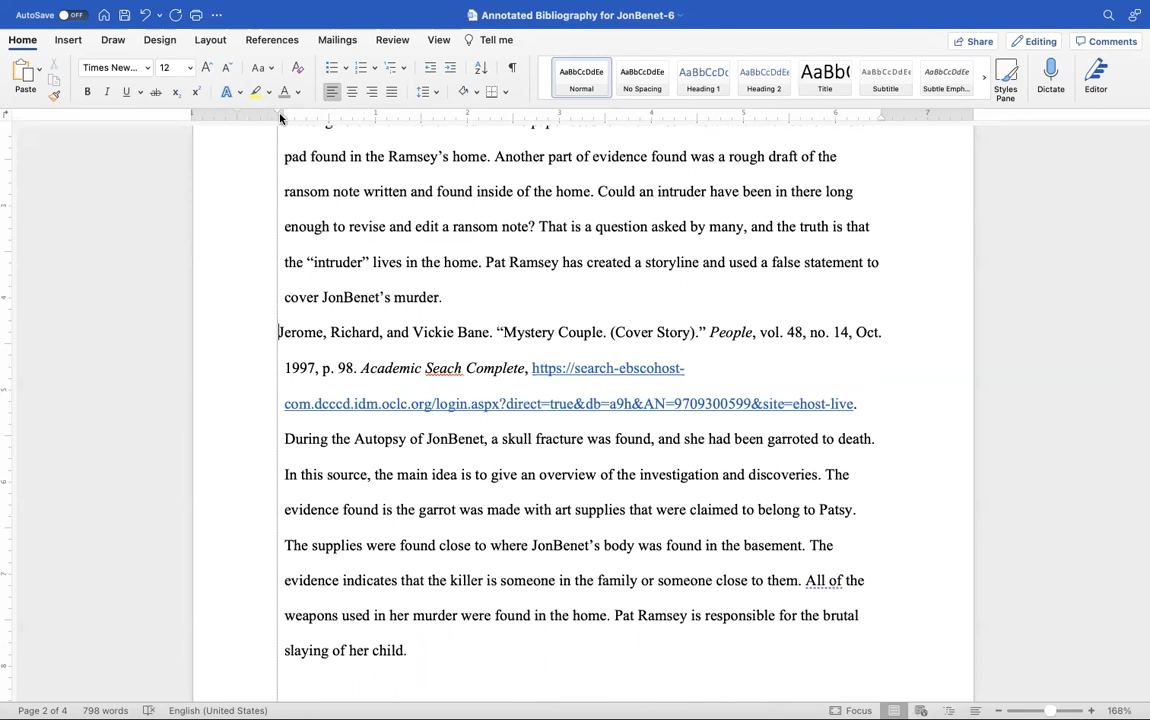 AutoSave OFF Annotated Bibliography for JonBenet-6
Home Insert Draw Design Layout References Mailings Review View Tell me Share Editing Comments
Paste Times New... 12 Aa AaBbCcDdEe Normal AaBbCcDdEe No Spacing AaBbCcDc Heading 1 AaBbCcDdEe Heading 2 AaBb( Title AaBbCcDdEe Subtitle AaBbCcDdEe Subtle Emph... Styles Pane Dictate Editor
B I U ab x₂ x² A A
1 1 2 3 4 5 6 7
pad found in the Ramsey’s home. Another part of evidence found was a rough draft of the
ransom note written and found inside of the home. Could an intruder have been in there long
enough to revise and edit a ransom note? That is a question asked by many, and the truth is that
the “intruder” lives in the home. Pat Ramsey has created a storyline and used a false statement to
cover JonBenet’s murder.
Jerome, Richard, and Vickie Bane. “Mystery Couple. (Cover Story).” People, vol. 48, no. 14, Oct.
1997, p. 98. Academic Seach Complete, https://search-ebscohost-
com.dcccd.idm.oclc.org/login.aspx?direct=true&db=a9h&AN=9709300599&site=ehost-live.
During the Autopsy of JonBenet, a skull fracture was found, and she had been garroted to death.
In this source, the main idea is to give an overview of the investigation and discoveries. The
evidence found is the garrot was made with art supplies that were claimed to belong to Patsy.
The supplies were found close to where JonBenet’s body was found in the basement. The
evidence indicates that the killer is someone in the family or someone close to them. All of the
weapons used in her murder were found in the home. Pat Ramsey is responsible for the brutal
slaying of her child.
Page 2 of 4 798 words English (United States) Focus 168%